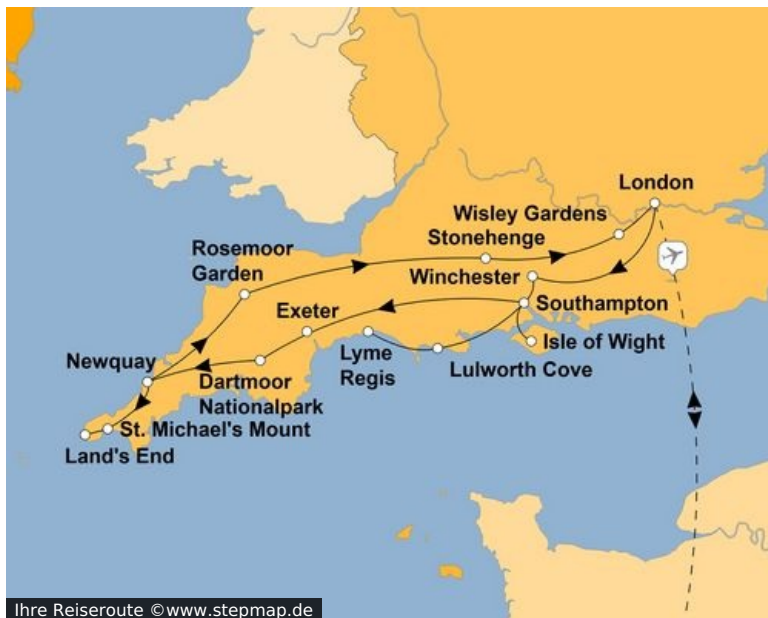 London
Wisley Gardens
Stonehenge
Rosemoor
Garden
Winchester
Southampton
Exeter
Isle of Wight
Lyme
Regis
Newquay
Lulworth Cove
Dartmoor
Nationalpark
St. Michael's Mount
Land's End
Ihre Reiseroute ©www.stepmap.de